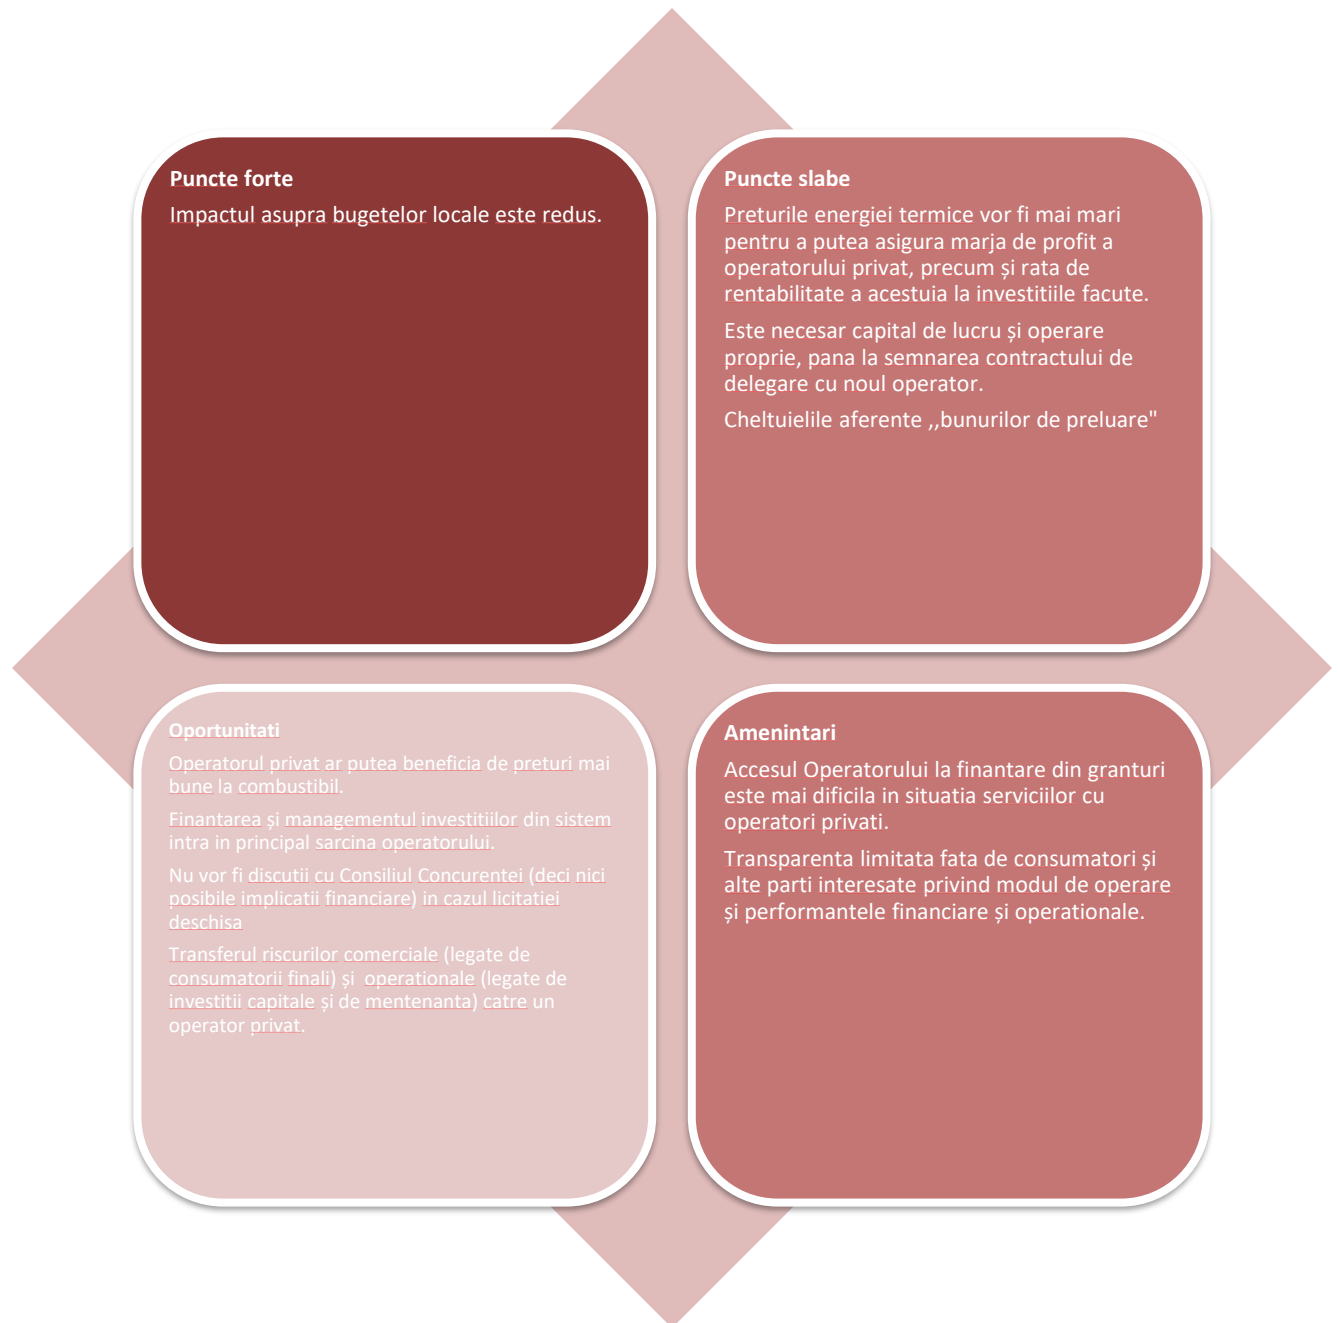 Puncte forte
Impactul asupra bugetelor locale este redus.
Puncte slabe
Preturile energiei termice vor fi mai mari
pentru a putea asigura marja de profit a
operatorului privat, precum și rata de
rentabilitate a acestuia la investitiile facute.
Este necesar capital de lucru și operare
proprie, pana la semnarea contractului de
delegare cu noul operator.
Cheltuielile aferente ,,bunurilor de preluare"
Oportunitati
Operatorul privat ar putea beneficia de preturi mai
bune la combustibil.
Finantarea și managementul investitiilor din sistem
intra in principal sarcina operatorului.
Nu vor fi discutii cu Consiliul Concurentei (deci nici
posibile implicatii financiare) in cazul licitatiei
deschisa
Transferul riscurilor comerciale (legate de
consumatorii finali) și  operationale (legate de
investitii capitale și de mentenanta) catre un
operator privat.
Amenintari
Accesul Operatorului la finantare din granturi
este mai dificila in situatia serviciilor cu
operatori privati.
Transparenta limitata fata de consumatori și
alte parti interesate privind modul de operare
și performantele financiare și operationale.